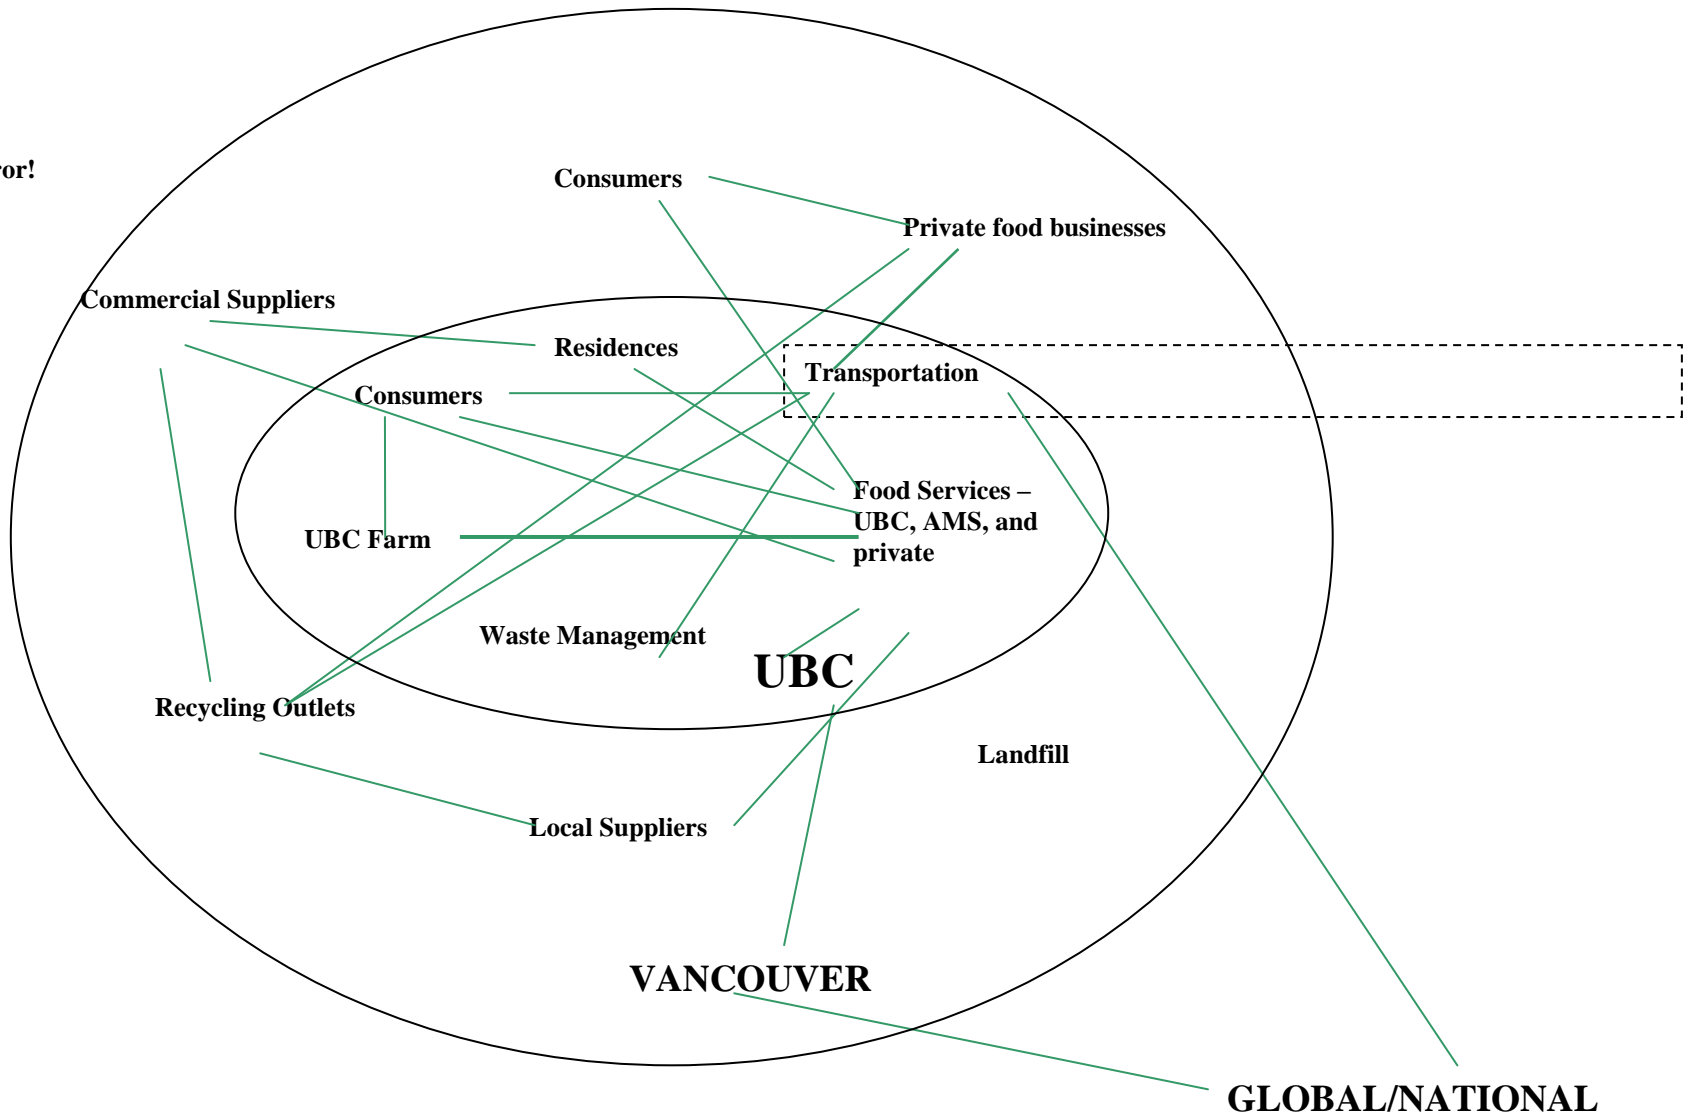 ror!
Consumers
Private food businesses
Commercial Suppliers
Residences
Transportation
Consumers
Food Services –
UBC, AMS, and
private
UBC Farm
Waste Management
UBC
Recycling Outlets
Landfill
Local Suppliers
VANCOUVER
GLOBAL/NATIONAL